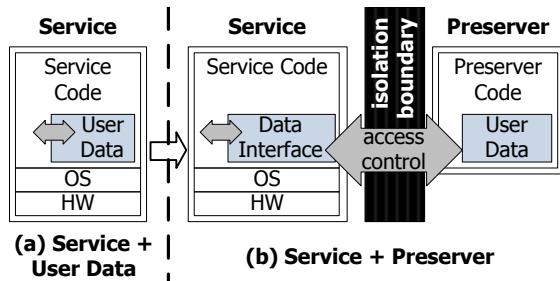 Service
Service
Code
User
Data
OS
HW
(a) Service +
User Data
Service
Service Code
Data
Interface
OS
HW
isolation
boundary
access
control
Preserver
Preserver
Code
User
Data
(b) Service + Preserver